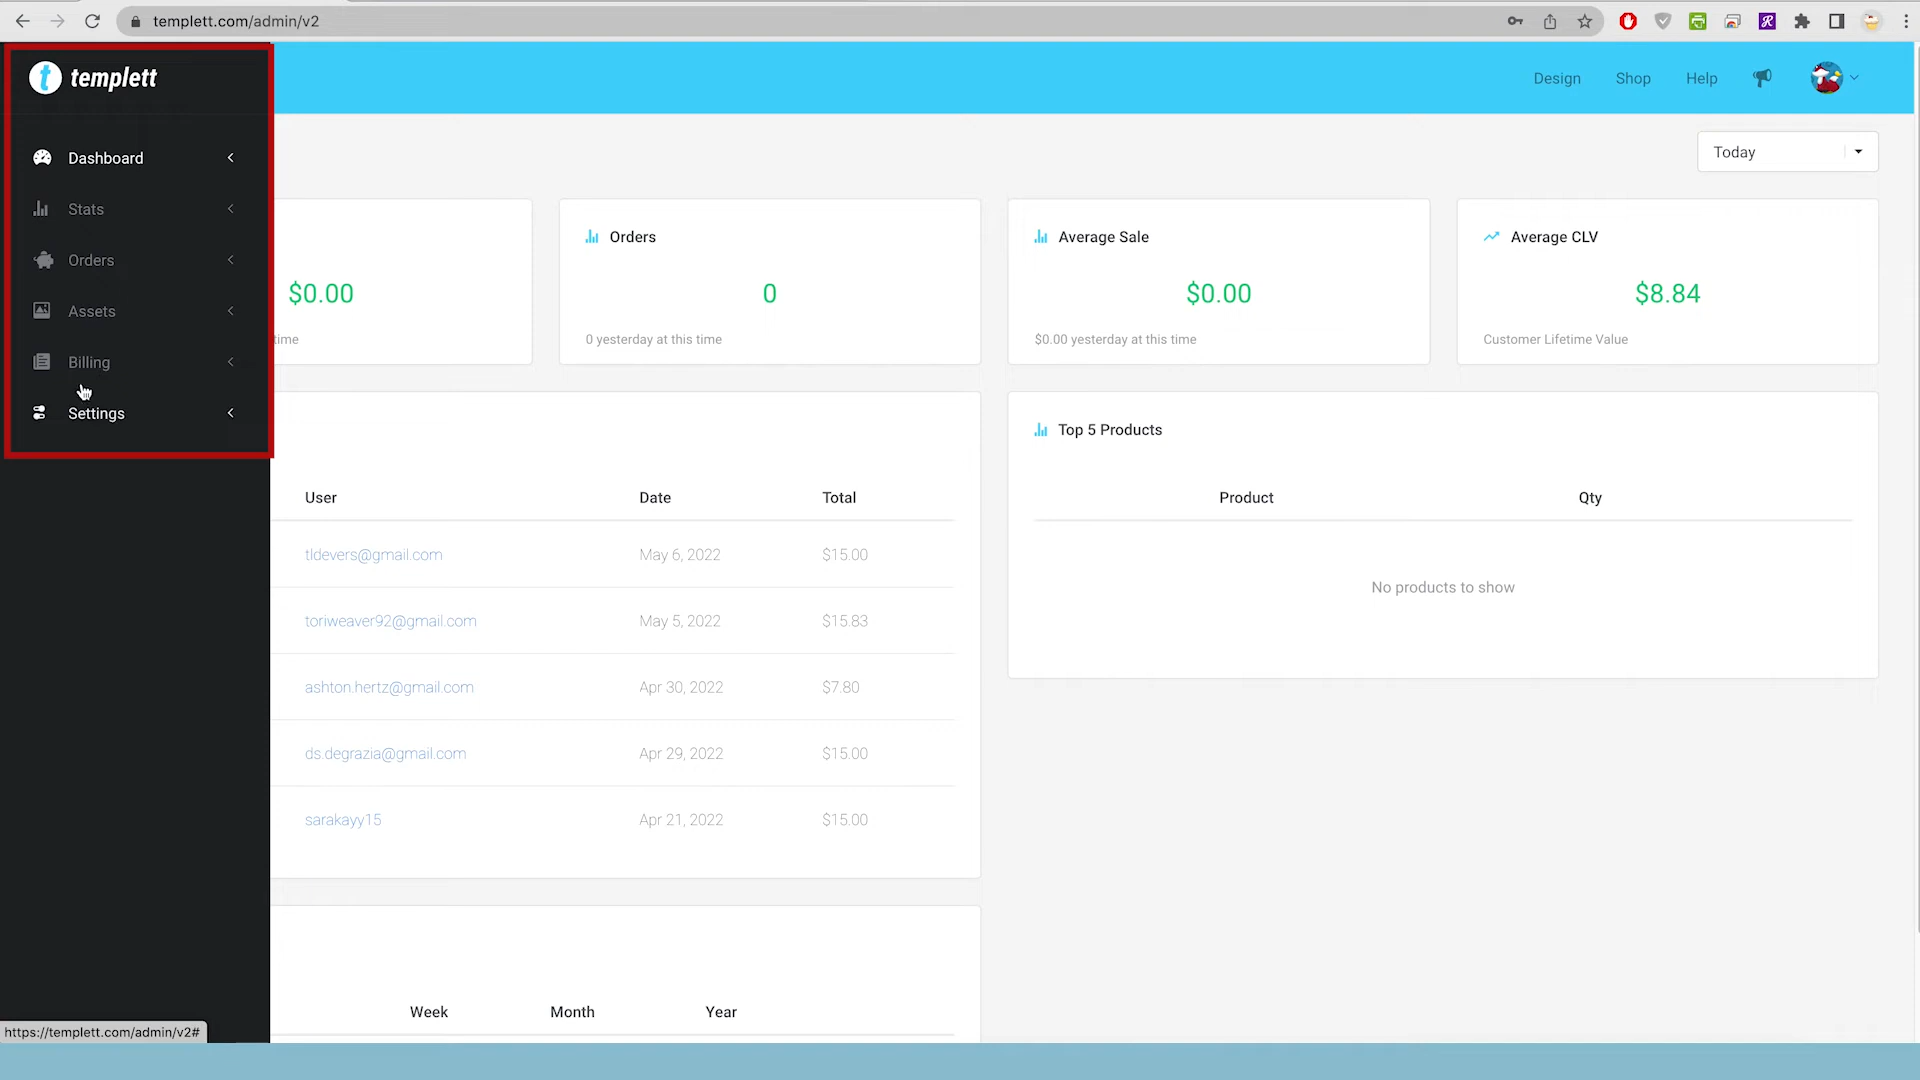 templett.com/admin/v2
templett
Design Shop Help
Dashboard
Stats
Orders
Assets
Billing
Settings
Today
$0.00
time
Orders
0
0 yesterday at this time
Average Sale
$0.00
$0.00 yesterday at this time
Average CLV
$8.84
Customer Lifetime Value
User Date Total
tldevers@gmail.com May 6, 2022 $15.00
toriweaver92@gmail.com May 5, 2022 $15.83
ashton.hertz@gmail.com Apr 30, 2022 $7.80
ds.degrazia@gmail.com Apr 29, 2022 $15.00
sarakayy15 Apr 21, 2022 $15.00
Top 5 Products
Product Qty
No products to show
Week Month Year
https://templett.com/admin/v2#